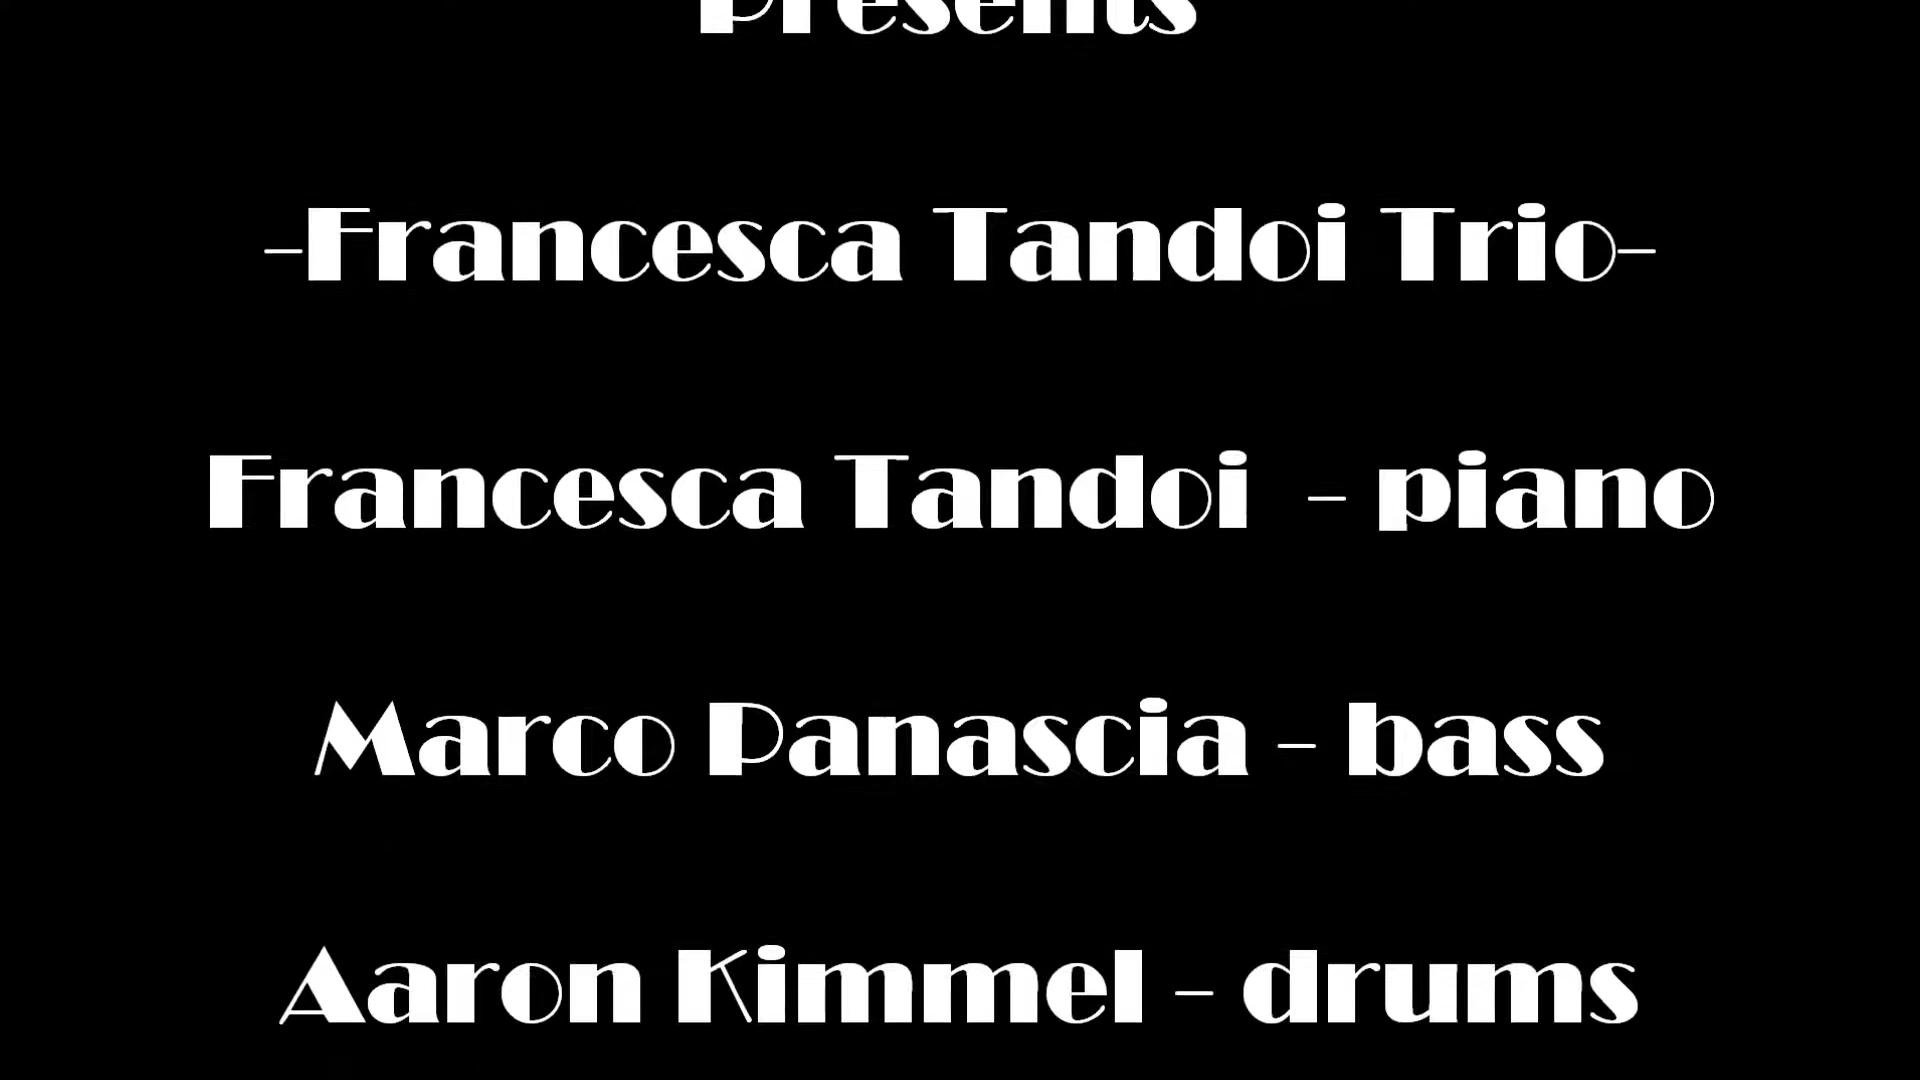 Presents
-Francesca Tandoi Trio-
Francesca Tandoi - piano
Marco Panascia - bass
Aaron Kimmel - drums